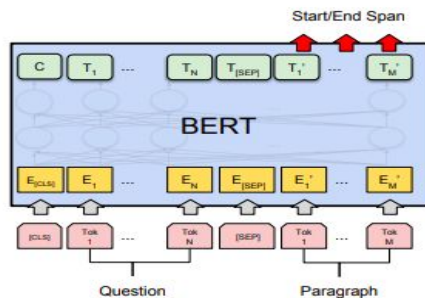 Start/End Span
C T1 ... TN T[SEP] T1' ... TM'
BERT
E[CLS] E1 ... EN E[SEP] E1' ... EM'
[CLS] Tok 1 ... Tok N [SEP] Tok 1 ... Tok M
Question Paragraph